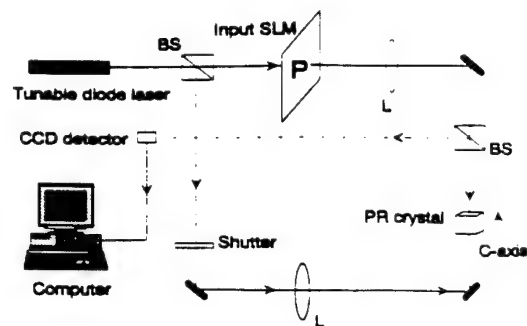 Input SLM
BS
P
Tunable diode laser
L
CCD detector
BS
PR crystal
Shutter
C-axis
Computer
L